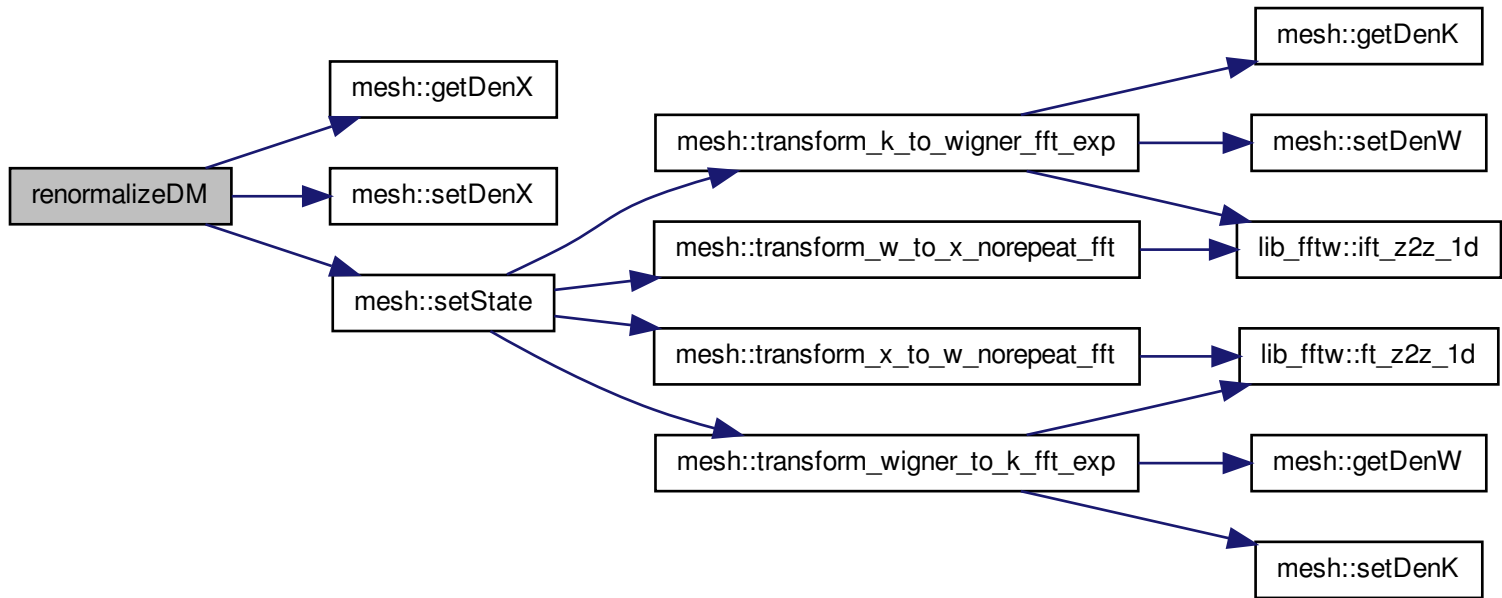 renormalizeDM
mesh::getDenX
mesh::setDenX
mesh::setState
mesh::transform_k_to_wigner_fft_exp
mesh::transform_w_to_x_norepeat_fft
mesh::transform_x_to_w_norepeat_fft
mesh::transform_wigner_to_k_fft_exp
mesh::getDenK
mesh::setDenW
lib_fftw::ift_z2z_1d
lib_fftw::ft_z2z_1d
mesh::getDenW
mesh::setDenK